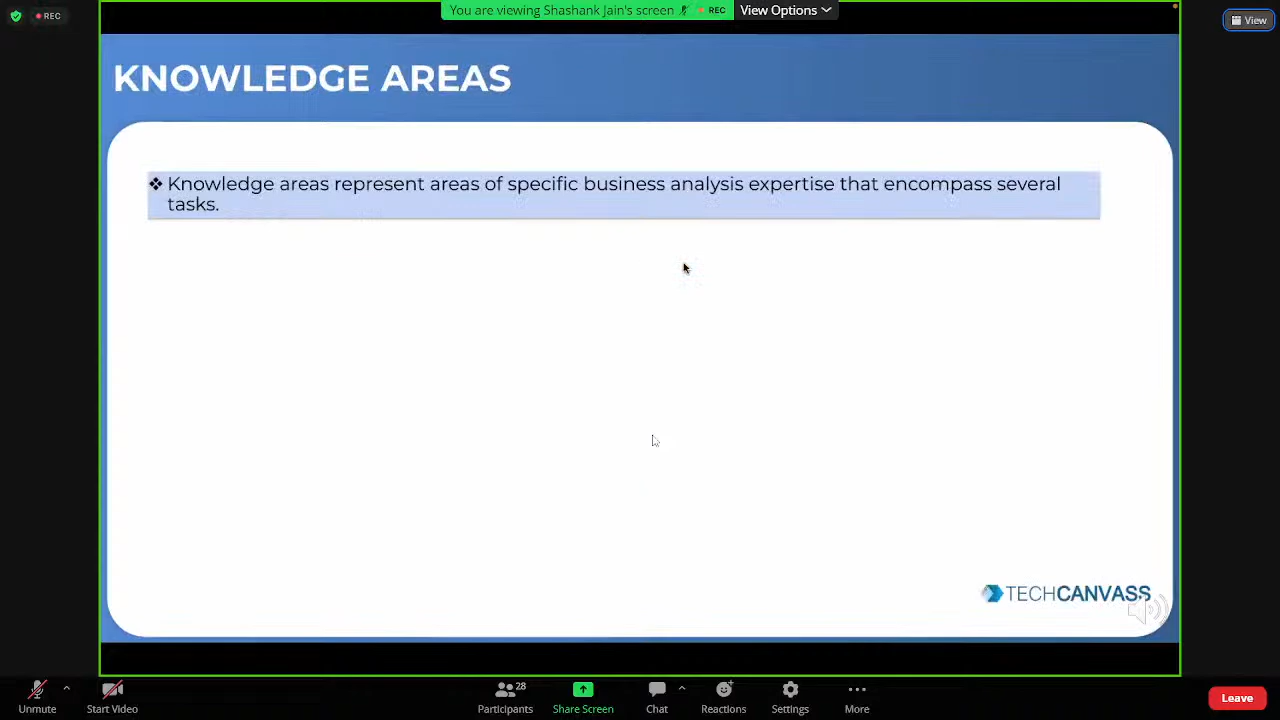 REC
You are viewing Shashank Jain's screen REC View Options
View
KNOWLEDGE AREAS
❖ Knowledge areas represent areas of specific business analysis expertise that encompass several
tasks.
TECHCANVASS
Unmute
Start Video
Participants 28
Share Screen
Chat
Reactions
Settings
More
Leave